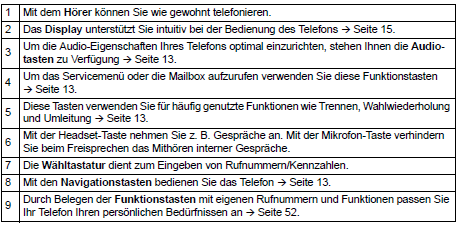 1 Mit dem Hörer können Sie wie gewohnt telefonieren.
2 Das Display unterstützt Sie intuitiv bei der Bedienung des Telefons → Seite 15.
3 Um die Audio-Eigenschaften Ihres Telefons optimal einzurichten, stehen Ihnen die Audio-
tasten zu Verfügung → Seite 13.
4 Um das Servicemenü oder die Mailbox aufzurufen verwenden Sie diese Funktionstasten
→ Seite 13.
5 Diese Tasten verwenden Sie für häufig genutzte Funktionen wie Trennen, Wahlwiederholung
und Umleitung → Seite 13.
6 Mit der Headset-Taste nehmen Sie z. B. Gespräche an. Mit der Mikrofon-Taste verhindern
Sie beim Freisprechen das Mithören interner Gespräche.
7 Die Wähltastatur dient zum Eingeben von Rufnummern/Kennzahlen.
8 Mit den Navigationstasten bedienen Sie das Telefon → Seite 13.
9 Durch Belegen der Funktionstasten mit eigenen Rufnummern und Funktionen passen Sie
Ihr Telefon Ihren persönlichen Bedürfnissen an → Seite 52.